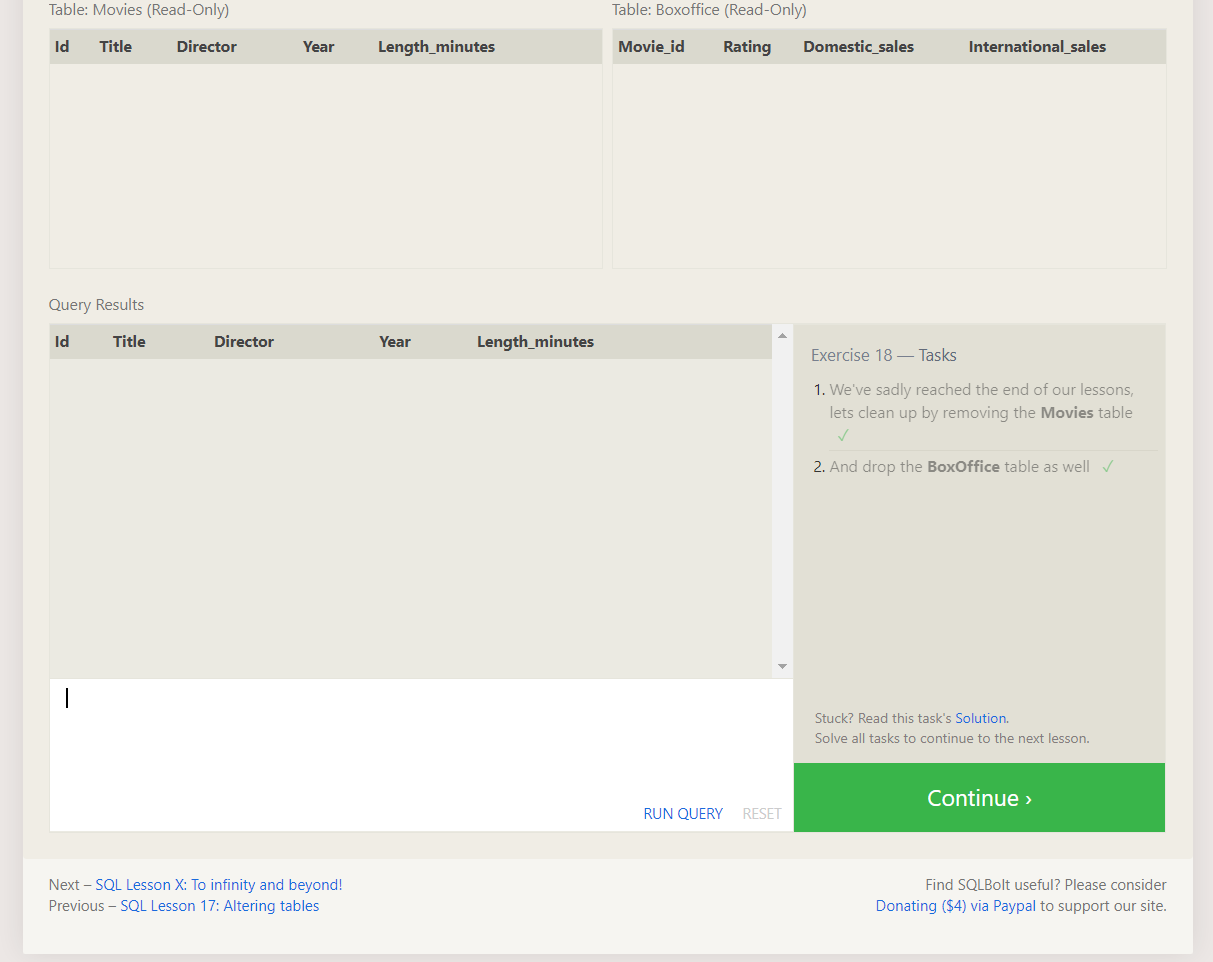 Table: Movies (Read-Only)
Table: Boxoffice (Read-Only)
Id Title Director Year Length_minutes
Movie_id Rating Domestic_sales International_sales
Query Results
Id Title Director Year Length_minutes
Exercise 18 — Tasks
1. We've sadly reached the end of our lessons,
lets clean up by removing the Movies table
✓
2. And drop the BoxOffice table as well ✓
Stuck? Read this task's Solution.
Solve all tasks to continue to the next lesson.
RUN QUERY RESET
Continue ›
Next – SQL Lesson X: To infinity and beyond!
Previous – SQL Lesson 17: Altering tables
Find SQLBolt useful? Please consider
Donating ($4) via Paypal to support our site.